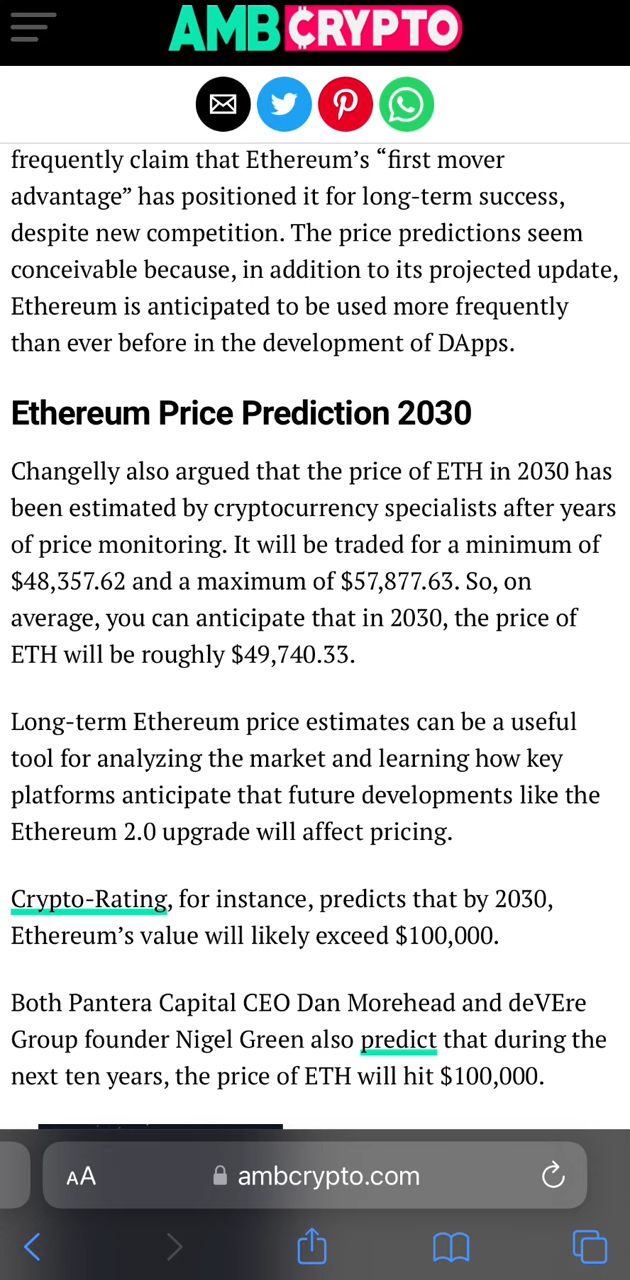 AMBCRYPTO
frequently claim that Ethereum’s “first mover
advantage” has positioned it for long-term success,
despite new competition. The price predictions seem
conceivable because, in addition to its projected update,
Ethereum is anticipated to be used more frequently
than ever before in the development of DApps.
Ethereum Price Prediction 2030
Changelly also argued that the price of ETH in 2030 has
been estimated by cryptocurrency specialists after years
of price monitoring. It will be traded for a minimum of
$48,357.62 and a maximum of $57,877.63. So, on
average, you can anticipate that in 2030, the price of
ETH will be roughly $49,740.33.
Long-term Ethereum price estimates can be a useful
tool for analyzing the market and learning how key
platforms anticipate that future developments like the
Ethereum 2.0 upgrade will affect pricing.
Crypto-Rating, for instance, predicts that by 2030,
Ethereum’s value will likely exceed $100,000.
Both Pantera Capital CEO Dan Morehead and deVEre
Group founder Nigel Green also predict that during the
next ten years, the price of ETH will hit $100,000.
AA ambcrypto.com